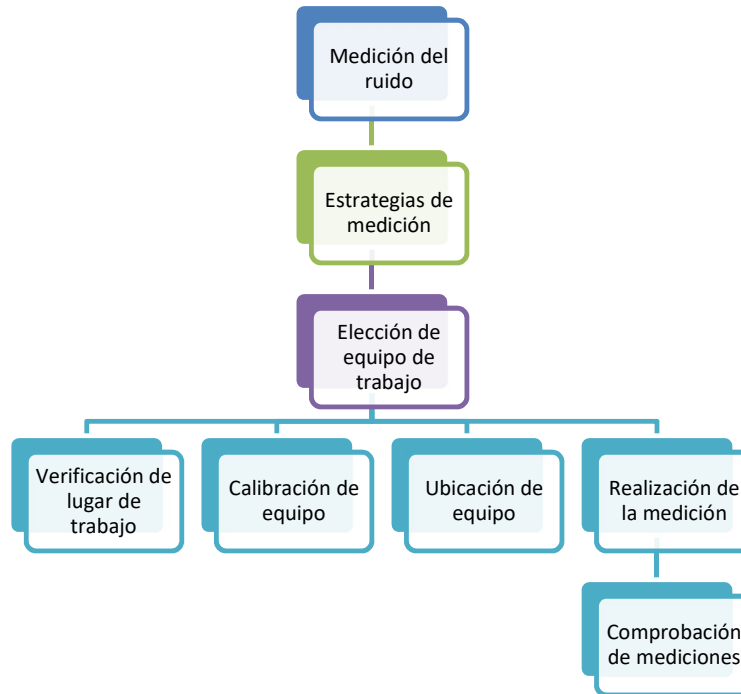 Medición del
ruido
Estrategias de
medición
Elección de
equipo de
trabajo
Verificación de
lugar de
trabajo
Calibración de
equipo
Ubicación de
equipo
Realización de
la medición
Comprobación
de mediciones